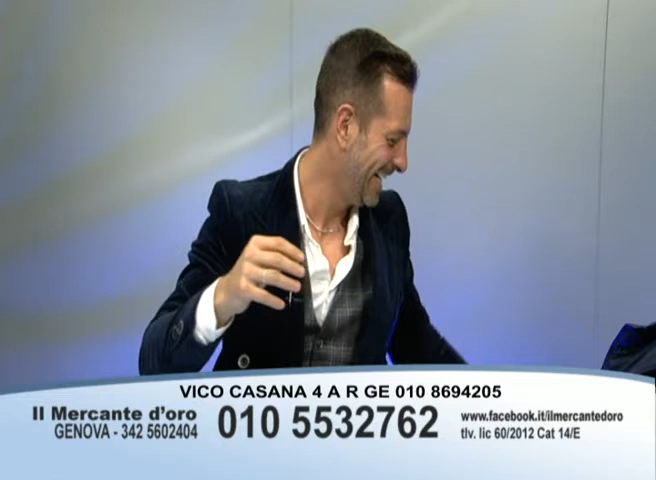 VICO CASANA 4 A R GE 010 8694205
Il Mercante d'oro
GENOVA - 342 5602404
010 5532762
www.facebook.it/ilmercantedoro
tlv. lic 60/2012 Cat 14/E